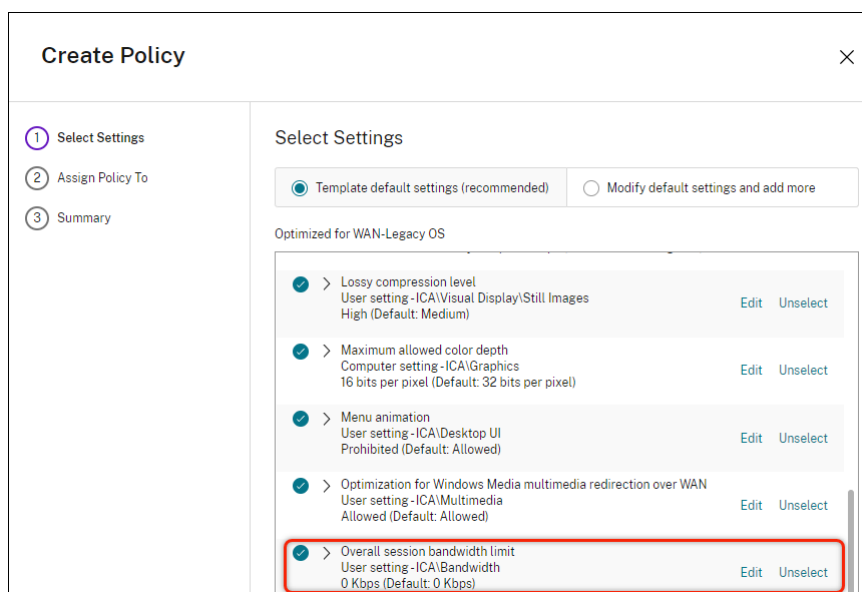 Create Policy
1 Select Settings
2 Assign Policy To
3 Summary
Select Settings
Template default settings (recommended)
Modify default settings and add more
Optimized for WAN-Legacy OS
Lossy compression level
User setting - ICA\Visual Display\Still Images
High (Default: Medium)
Edit Unselect
Maximum allowed color depth
Computer setting - ICA\Graphics
16 bits per pixel (Default: 32 bits per pixel)
Edit Unselect
Menu animation
User setting - ICA\Desktop UI
Prohibited (Default: Allowed)
Edit Unselect
Optimization for Windows Media multimedia redirection over WAN
User setting - ICA\Multimedia
Allowed (Default: Allowed)
Edit Unselect
Overall session bandwidth limit
User setting - ICA\Bandwidth
0 Kbps (Default: 0 Kbps)
Edit Unselect